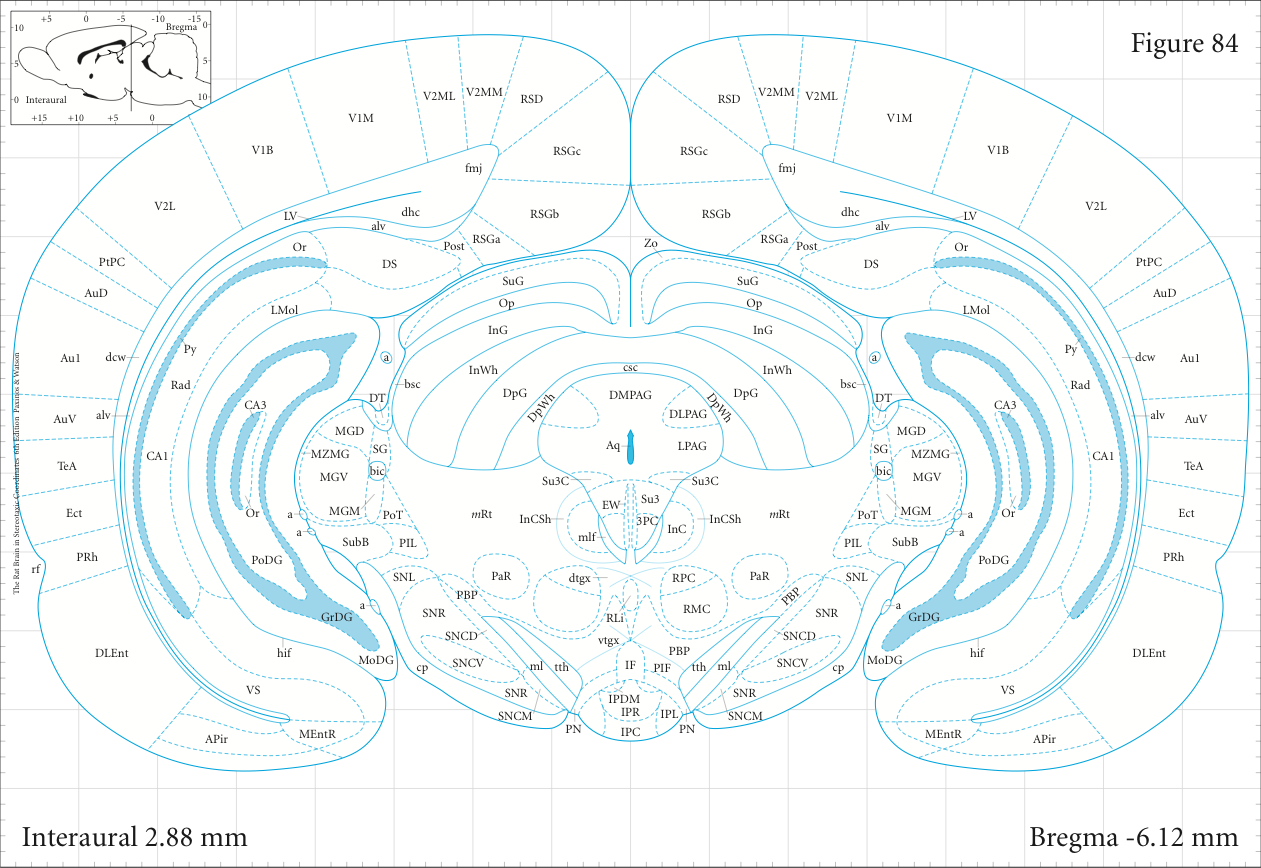 Figure 84
+5 0 -5 -10 -15
Bregma
10 5 0
0 5 10
Interaural
+15 +10 +5 0
V2ML V2MM RSD RSD V2MM V2ML
V1M V1M
V1B RSGc RSGc V1B
fmj fmj
V2L V2L
LV dhc RSGb RSGb dhc LV
alv alv
Or Post RSGa Zo RSGa Post Or
PtPC DS DS PtPC
AuD SuG SuG AuD
Op Op
LMol InG InG LMol
Py Py
Au1 dcw a a dcw Au1
Rad bsc InWh csc InWh bsc Rad
DpG DMPAG DpG
CA3 DT DpWh DLPAG DpWh DT CA3
AuV alv alv AuV
MGD MGD
CA1 MZMG SG Aq LPAG SG MZMG CA1
TeA MGV bic bic MGV TeA
Su3C Su3C
EW Su3
Ect Or a MGM PoT mRt InCSh 3PC InCSh mRt PoT MGM a Or Ect
a mlf InC a
SubB PIL PIL SubB
PRh PoDG PoDG PRh
rf SNL PaR dtgx RPC PaR SNL
PBP PBP
a SNR RMC SNR a
GrDG RLi GrDG
SNCD vtgx SNCD
DLEnt hif PBP hif DLEnt
MoDG cp SNCV ml tth IF PIF tth ml SNCV cp MoDG
VS SNR SNR VS
IPDM
SNCM IPR IPL SNCM
APir MEntR PN IPC PN MEntR APir
The Rat Brain in Stereotaxic Coordinates 6th Edition Paxinos & Watson
Interaural 2.88 mm
Bregma -6.12 mm